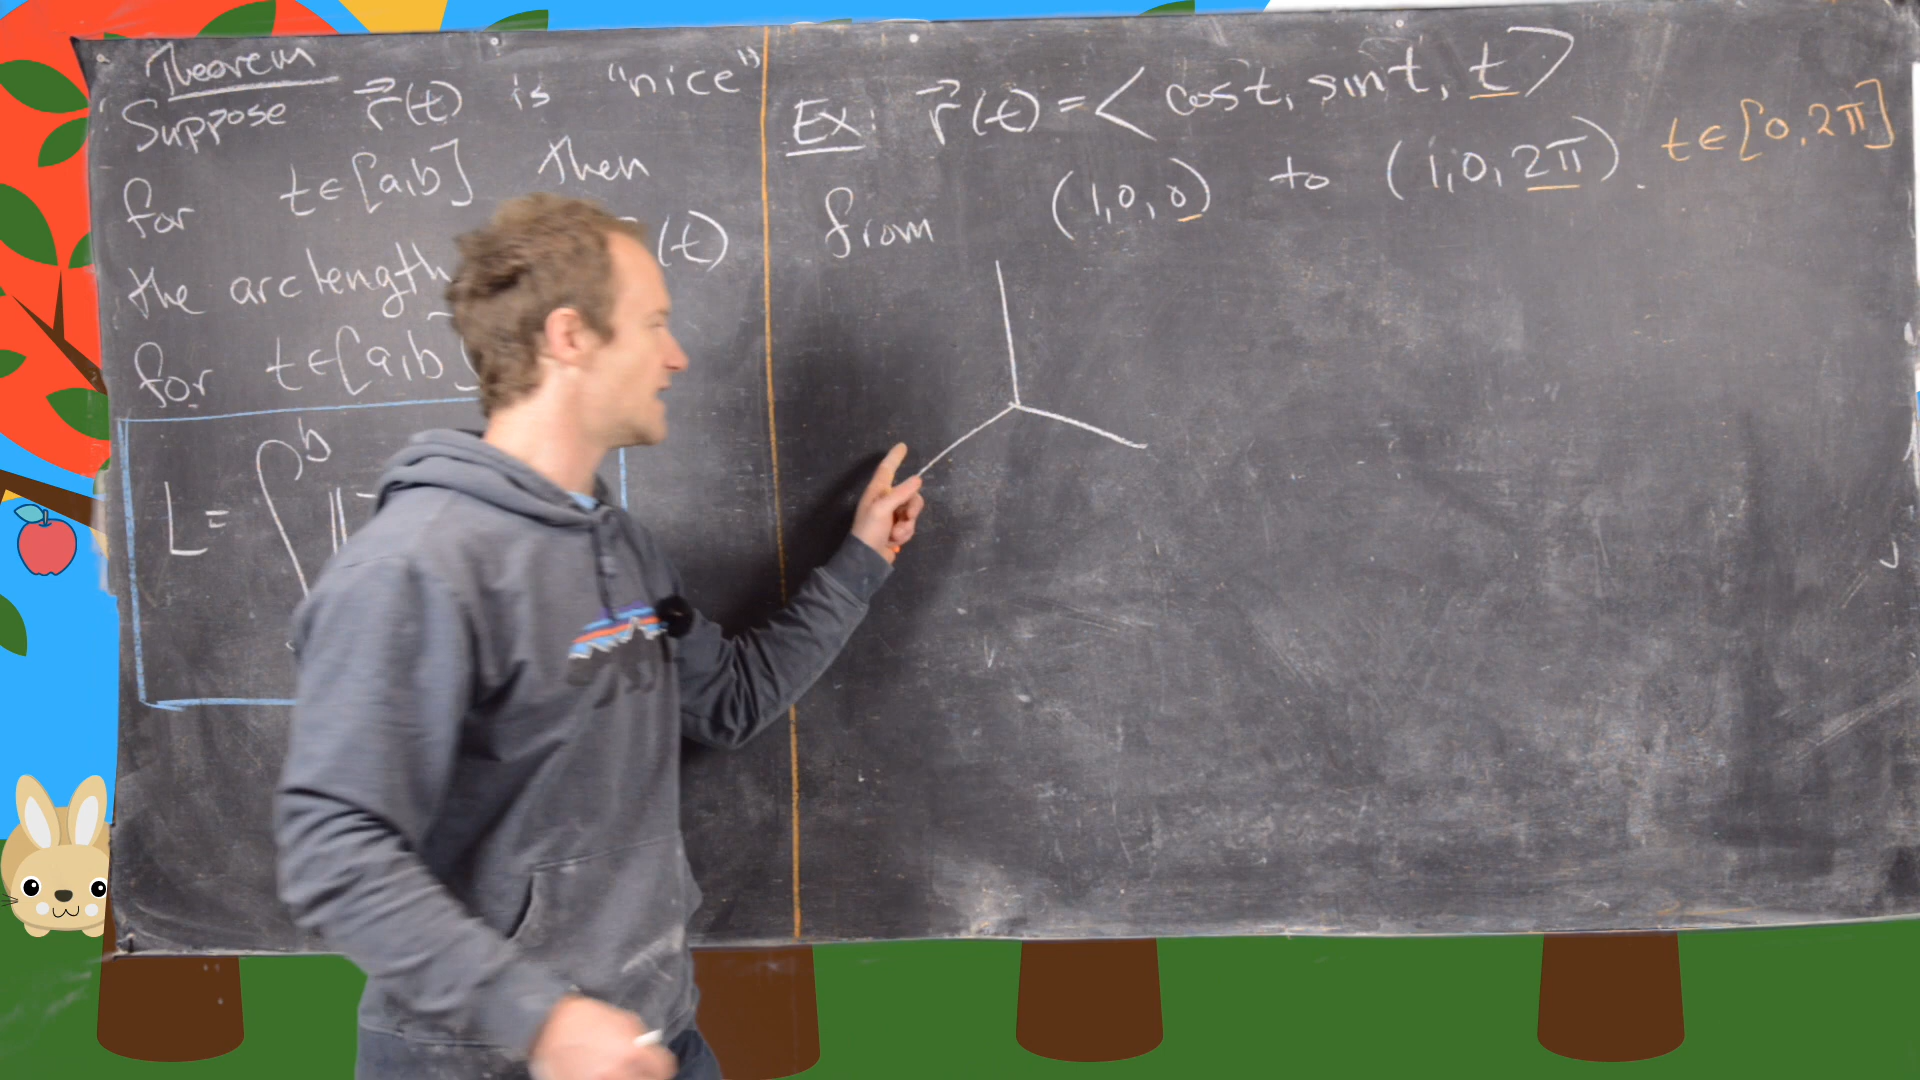 Theorem
Suppose r⃗(t) is "nice"
for t∈[a,b] then
the arclength (t)
for t∈[a,b]
L = ∫ b ‖
Ex: r⃗(t) = < cos t, sin t, t >
t∈[0,2π]
from (1,0,0) to (1,0,2π).